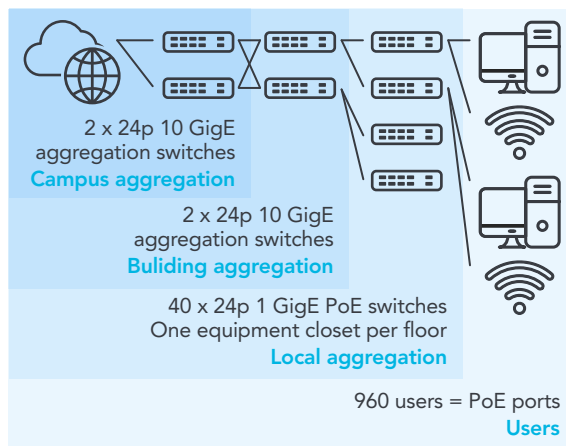 2 x 24p 10 GigE
aggregation switches
Campus aggregation
2 x 24p 10 GigE
aggregation switches
Buliding aggregation
40 x 24p 1 GigE PoE switches
One equipment closet per floor
Local aggregation
960 users = PoE ports
Users